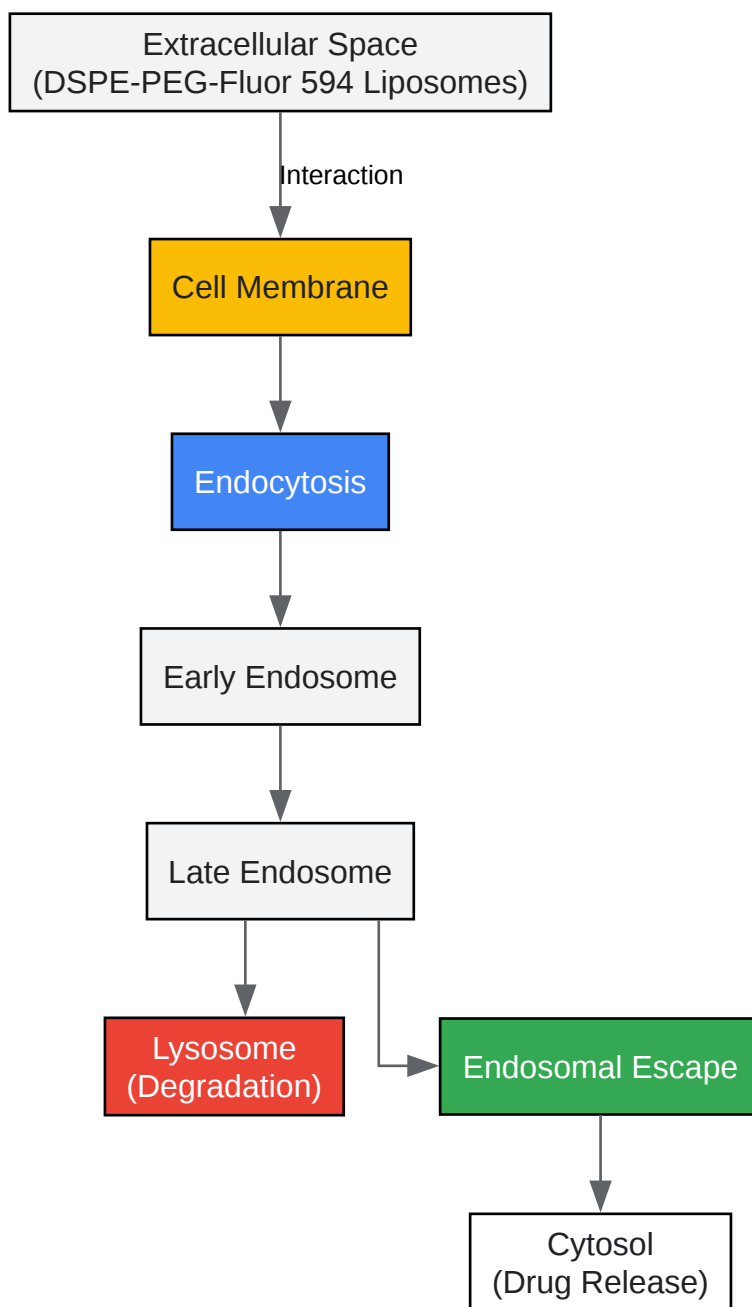 Extracellular Space
(DSPE-PEG-Fluor 594 Liposomes)
Interaction
Cell Membrane
Endocytosis
Early Endosome
Late Endosome
Lysosome
(Degradation)
Endosomal Escape
Cytosol
(Drug Release)